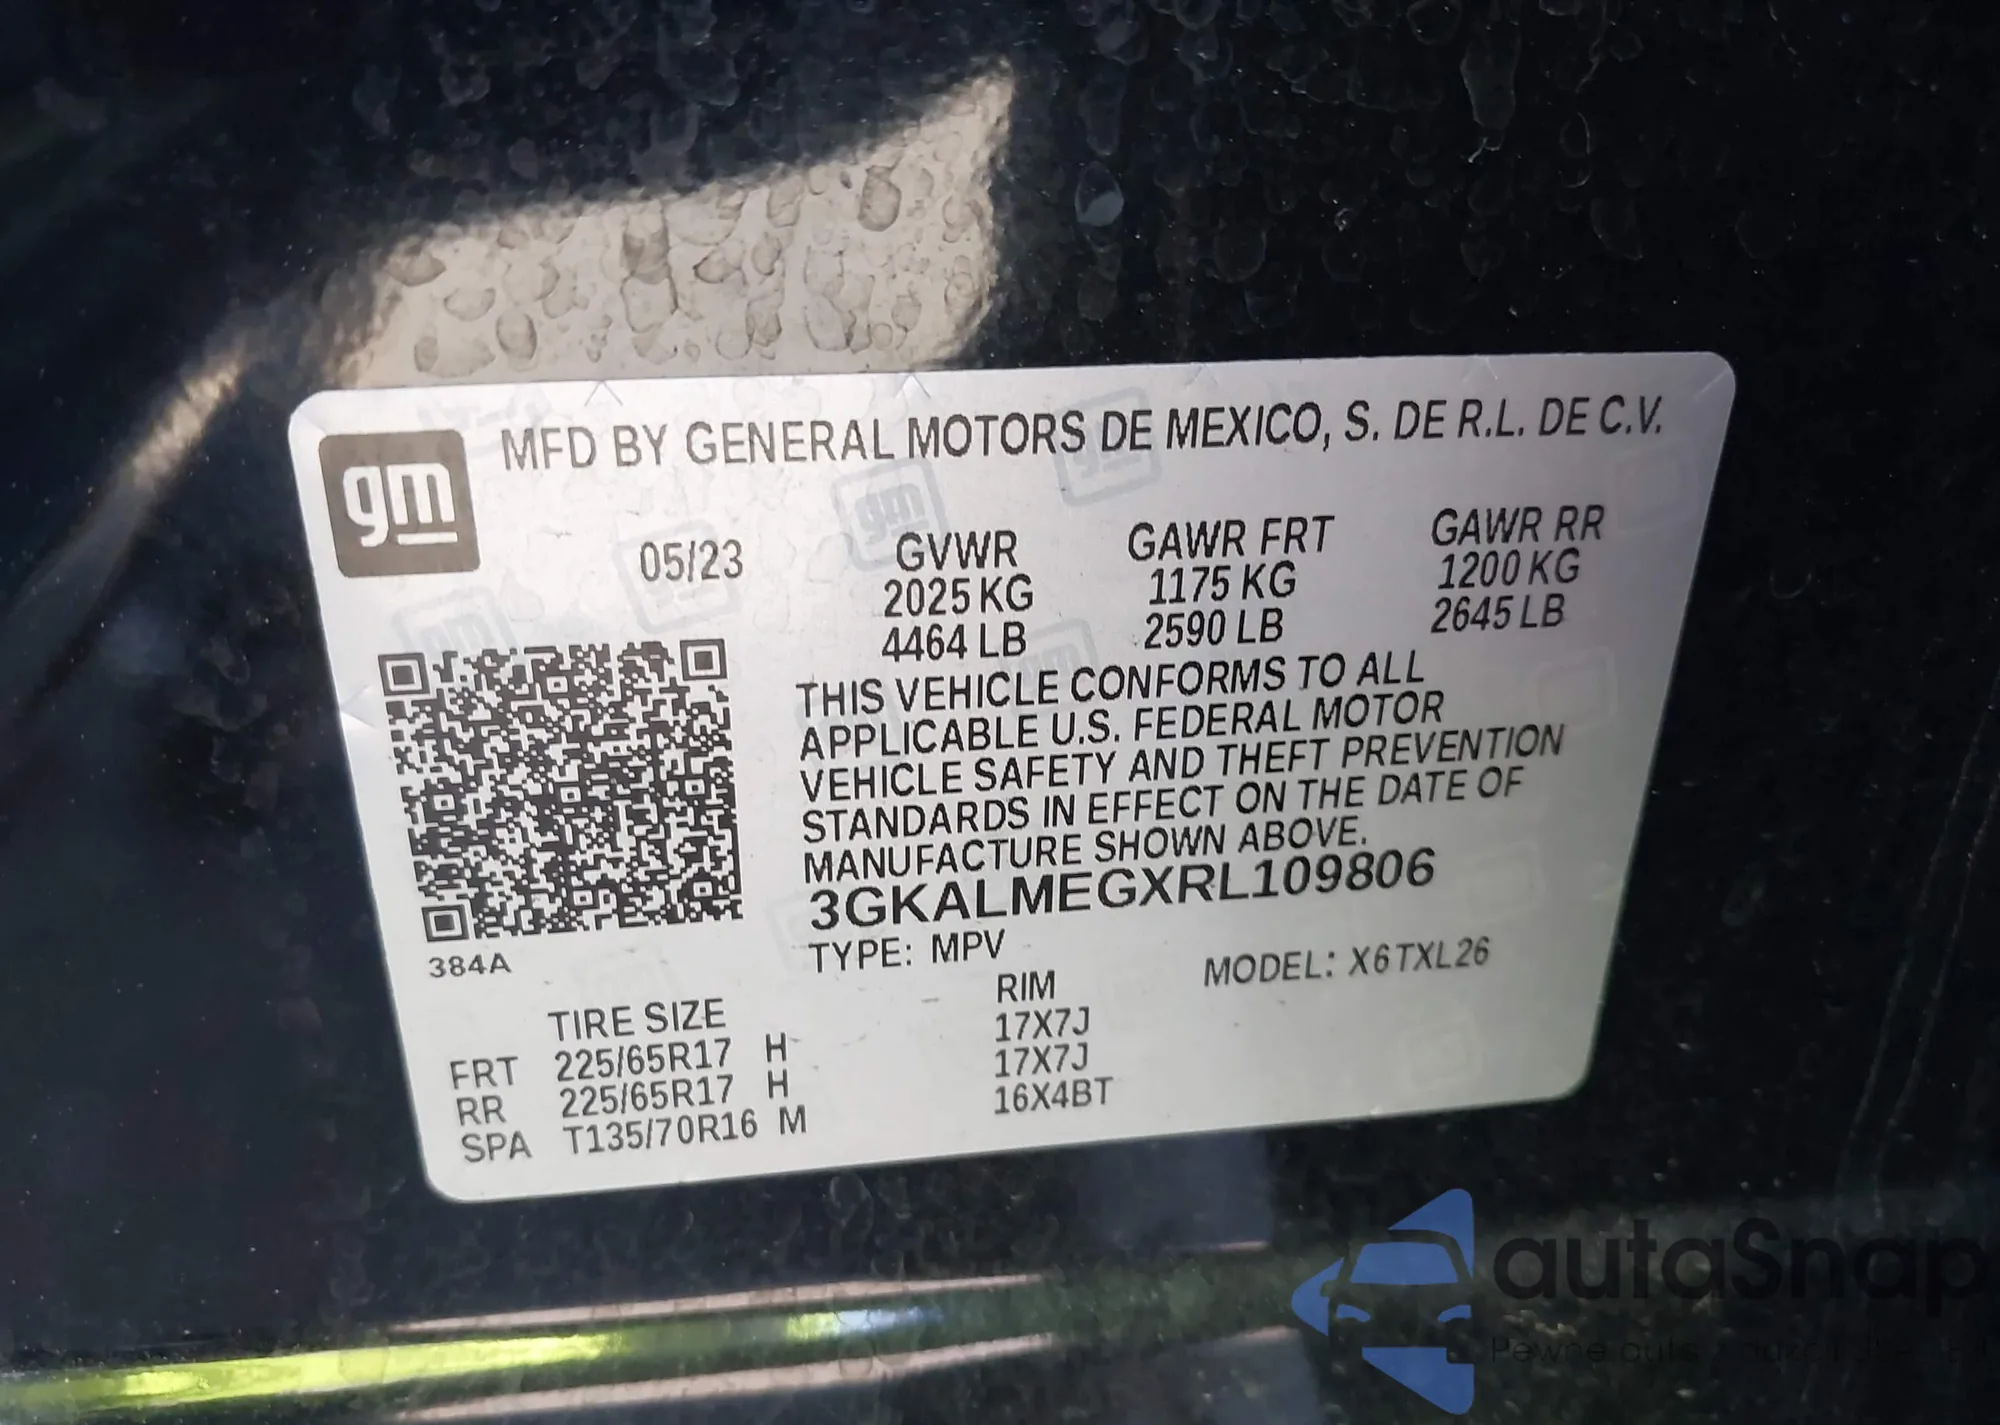 gm
MFD BY GENERAL MOTORS DE MEXICO, S. DE R.L. DE C.V.
05/23
GVWR GAWR FRT GAWR RR
2025 KG 1175 KG 1200 KG
4464 LB 2590 LB 2645 LB
THIS VEHICLE CONFORMS TO ALL
APPLICABLE U.S. FEDERAL MOTOR
VEHICLE SAFETY AND THEFT PREVENTION
STANDARDS IN EFFECT ON THE DATE OF
MANUFACTURE SHOWN ABOVE.
3GKALMEGXRL109806
384A
TYPE: MPV MODEL: X6TXL26
TIRE SIZE RIM
FRT 225/65R17 H 17X7J
RR 225/65R17 H 17X7J
SPA T135/70R16 M 16X4BT
autaSnap
Pewne auta